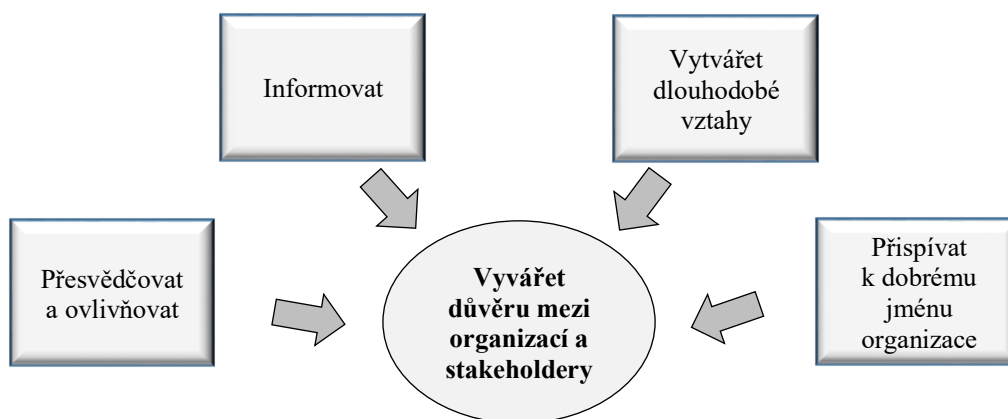 Informovat
Vytvářet
dlouhodobé
vztahy
Přesvědčovat
a ovlivňovat
Vyvářet
důvěru mezi
organizací a
stakeholdery
Přispívat
k dobrému
jménu
organizace